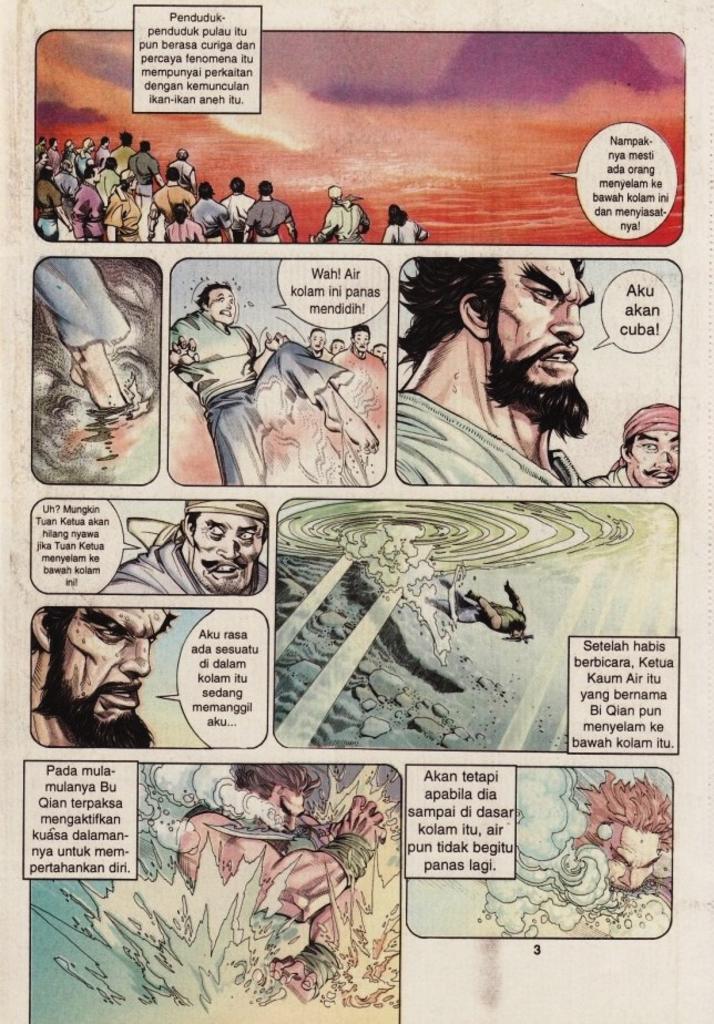 Penduduk-
penduduk pulau itu
pun berasa curiga dan
percaya fenomena itu
mempunyai perkaitan
dengan kemunculan
ikan-ikan aneh itu.
Nampak-
nya mesti
ada orang
menyelam ke
bawah kolam ini
dan menyiasat-
nya!
Wah! Air
kolam ini panas
mendidih!
Aku
akan
cuba!
Uh? Mungkin
Tuan Ketua akan
hilang nyawa
jika Tuan Ketua
menyelam ke
bawah kolam
ini!
Aku rasa
ada sesuatu
di dalam
kolam itu
sedang
memanggil
aku...
Setelah habis
berbicara, Ketua
Kaum Air itu
yang bernama
Bi Qian pun
menyelam ke
bawah kolam itu.
Pada mula-
mulanya Bu
Qian terpaksa
mengaktifkan
kuasa dalaman-
nya untuk mem-
pertahankan diri.
Akan tetapi
apabila dia
sampai di dasar
kolam itu, air
pun tidak begitu
panas lagi.
3